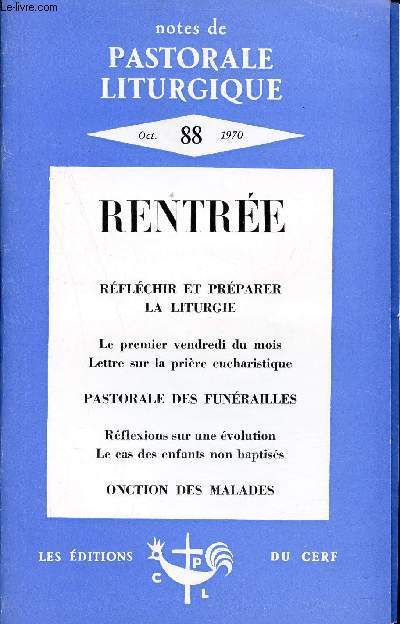 Le-livre.com
notes de
PASTORALE
LITURGIQUE
Oct. 88 1970
RENTRÉE
RÉFLÉCHIR ET PRÉPARER
LA LITURGIE
Le premier vendredi du mois
Lettre sur la prière eucharistique
PASTORALE DES FUNÉRAILLES
Réflexions sur une évolution
Le cas des enfants non baptisés
ONCTION DES MALADES
LES ÉDITIONS DU CERF
C P L